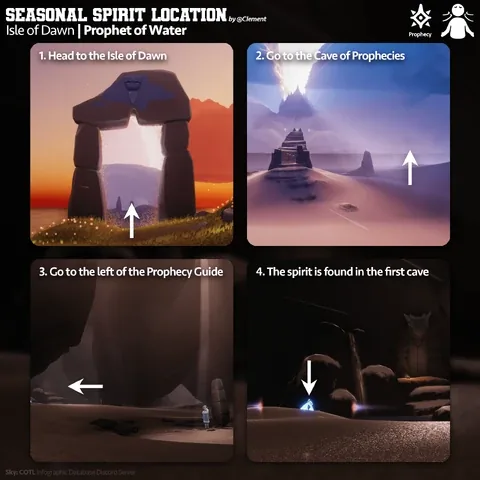 SEASONAL SPIRIT LOCATION by @Clement
Isle of Dawn | Prophet of Water
Prophecy
1. Head to the Isle of Dawn
2. Go to the Cave of Prophecies
3. Go to the left of the Prophecy Guide
4. The spirit is found in the first cave
Sky: COTL Infographic Database Discord Server